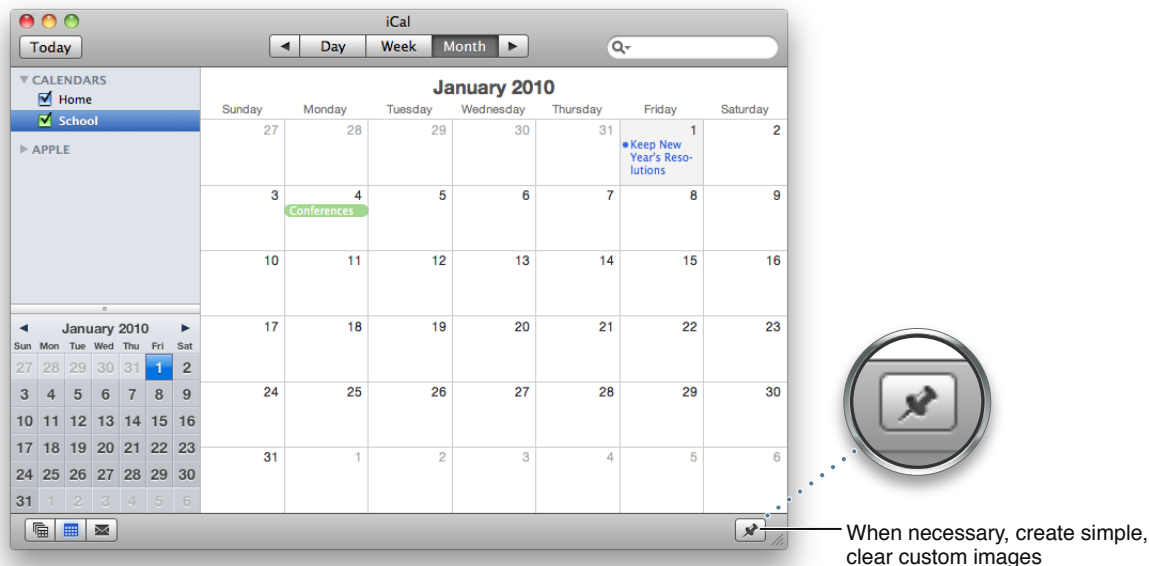 iCal
Today
Day Week Month
CALENDARS
Home
School
APPLE
January 2010
Sunday Monday Tuesday Wednesday Thursday Friday Saturday
27 28 29 30 31 1 2
Keep New
Year's Reso-
lutions
3 4 5 6 7 8 9
Conferences
10 11 12 13 14 15 16
17 18 19 20 21 22 23
24 25 26 27 28 29 30
31 1 2 3 4 5 6
January 2010
Sun Mon Tue Wed Thu Fri Sat
27 28 29 30 31 1 2
3 4 5 6 7 8 9
10 11 12 13 14 15 16
17 18 19 20 21 22 23
24 25 26 27 28 29 30
31 1 2 3 4 5 6
When necessary, create simple,
clear custom images